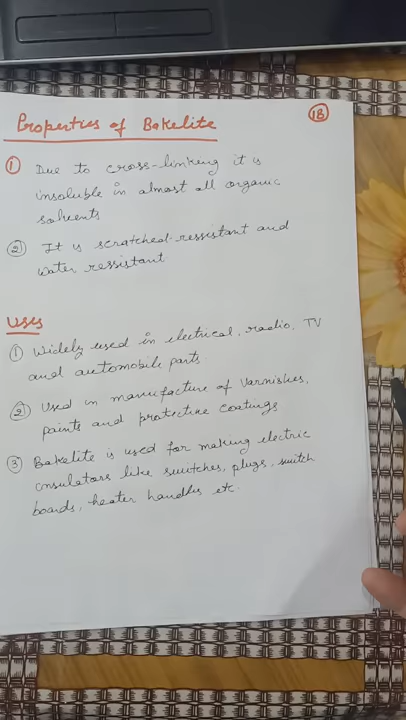 18
Properties of Bakelite
① Due to cross-linking it is
insoluble in almost all organic
solvents
② It is scratched-ressistant and
water ressistant
Uses
① Widely used in electrical, radio, TV
and automobile parts
② Used in manufacture of varnishes,
paints and protective coatings
③ Bakelite is used for making electric
insulators like switches, plugs, switch
boards, heater handles etc.